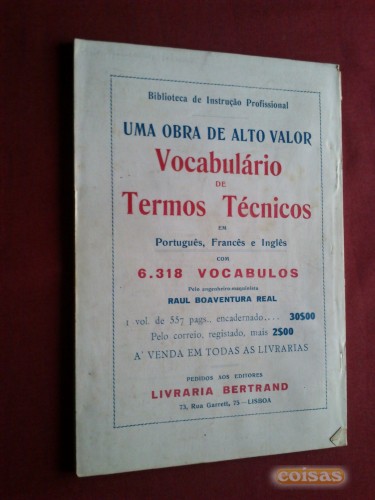 Biblioteca de Instrução Profissional
UMA OBRA DE ALTO VALOR
Vocabulário
DE
Termos Técnicos
EM
Português, Francês e Inglês
COM
6.318 VOCABULOS
Pelo engenheiro-maquinista
RAUL BOAVENTURA REAL
1 vol. de 557 pags., encadernado.... 30$00
Pelo correio, registado, mais 2$00
A' VENDA EM TODAS AS LIVRARIAS
PEDIDOS AOS EDITORES
LIVRARIA BERTRAND
73, Rua Garrett, 75 — LISBOA
coisas